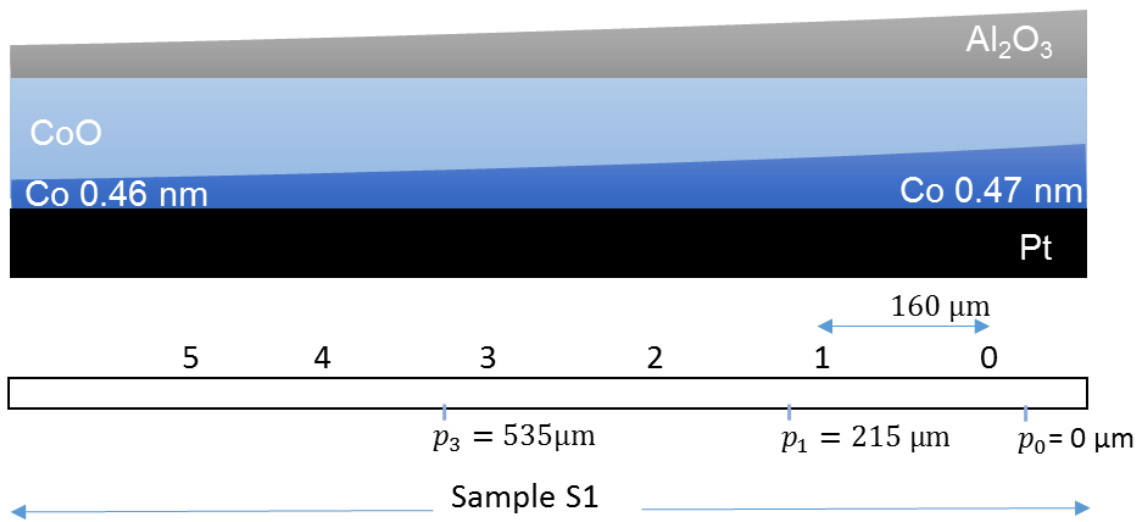 Al₂O₃
CoO
Co 0.46 nm
Co 0.47 nm
Pt
160 μm
5 4 3 2 1 0
p₃ = 535μm
p₁ = 215 μm
p₀= 0 μm
Sample S1